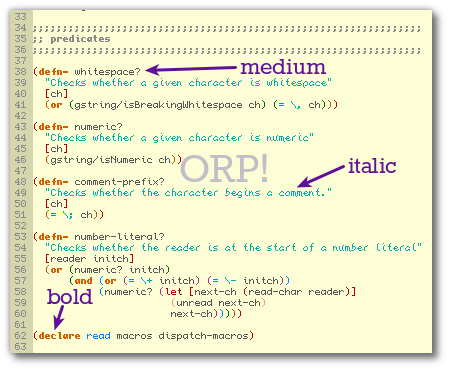 33
34 ;;;;;;;;;;;;;;;;;;;;;;;;;;;;;;;;;;;;;;;;;;;;;;;;;;;;;;;;;;;;;;;;;;;;;;
35 ;; predicates
36 ;;;;;;;;;;;;;;;;;;;;;;;;;;;;;;;;;;;;;;;;;;;;;;;;;;;;;;;;;;;;;;;;;;;;;;
37
medium
38 (defn- whitespace?
39   "Checks whether a given character is whitespace"
40   [ch]
41   (or (gstring/isBreakingWhitespace ch) (= \, ch)))
42
43 (defn- numeric?
44   "Checks whether a given character is numeric"
45   [ch]
46   (gstring/isNumeric ch))
ORP!
italic
47
48 (defn- comment-prefix?
49   "Checks whether the character begins a comment."
50   [ch]
51   (= \; ch))
52
53 (defn- number-literal?
54   "Checks whether the reader is at the start of a number literal"
55   [reader initch]
56   (or (numeric? initch)
57       (and (or (= \+ initch) (= \- initch))
58            (numeric? (let [next-ch (read-char reader)]
bold
59                        (unread next-ch)
60                        next-ch)))))
61
62 (declare read macros dispatch-macros)
63